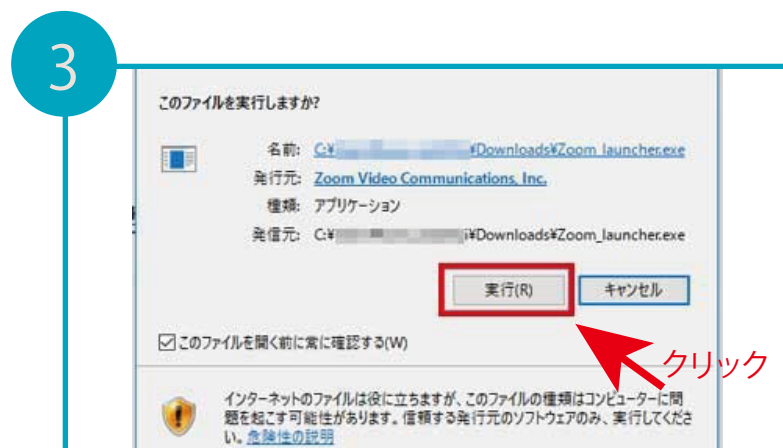 3
このファイルを実行しますか?
名前: C:¥ ¥Downloads¥Zoom_launcher.exe
発行元: Zoom Video Communications, Inc.
種類: アプリケーション
発信元: C:¥ i¥Downloads¥Zoom_launcher.exe
実行(R) キャンセル
このファイルを開く前に常に確認する(W)
クリック
インターネットのファイルは役に立ちますが、このファイルの種類はコンピューターに問
題を起こす可能性があります。信頼する発行元のソフトウェアのみ、実行してくださ
い。危険性の説明